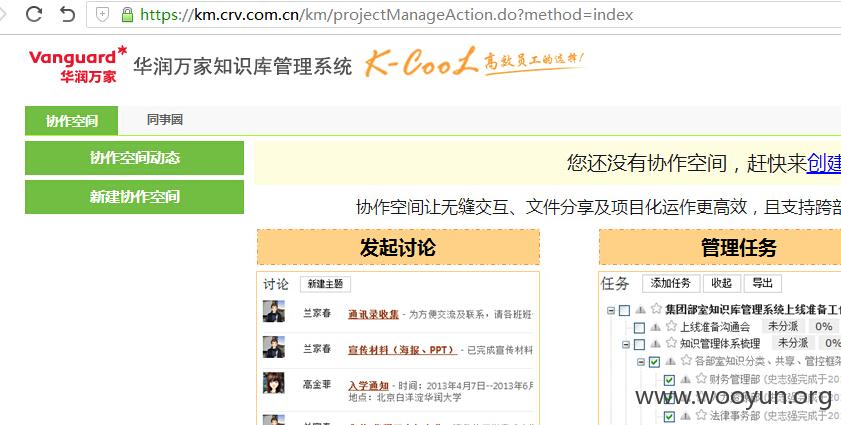 https://km.crv.com.cn/km/projectManageAction.do?method=index
Vanguard
华润万家
华润万家知识库管理系统
K-CooL 高效员工的选择!
协作空间
同事圈
协作空间动态
新建协作空间
您还没有协作空间，赶快来创建
协作空间让无缝交互、文件分享及项目化运作更高效，且支持跨部
发起讨论
讨论
新建主题
兰家春
通讯录收集 - 为方便交流及联系，请各班班
兰家春
宣传材料（海报、PPT） - 已完成宣传材料
高金菲
入学通知 - 时间：2013年4月7日--2013年6
地点：北京白洋淀华润大学
管理任务
任务
添加任务
收起
导出
集团部室知识库管理系统上线准备工作
上线准备沟通会
未分派
0%
知识管理体系梳理
未分派
0%
各部室知识分类、共享、管控框架
财务管理部 (史志强完成于20
法律事务部 (史志强完成于201
www.wooyun.org